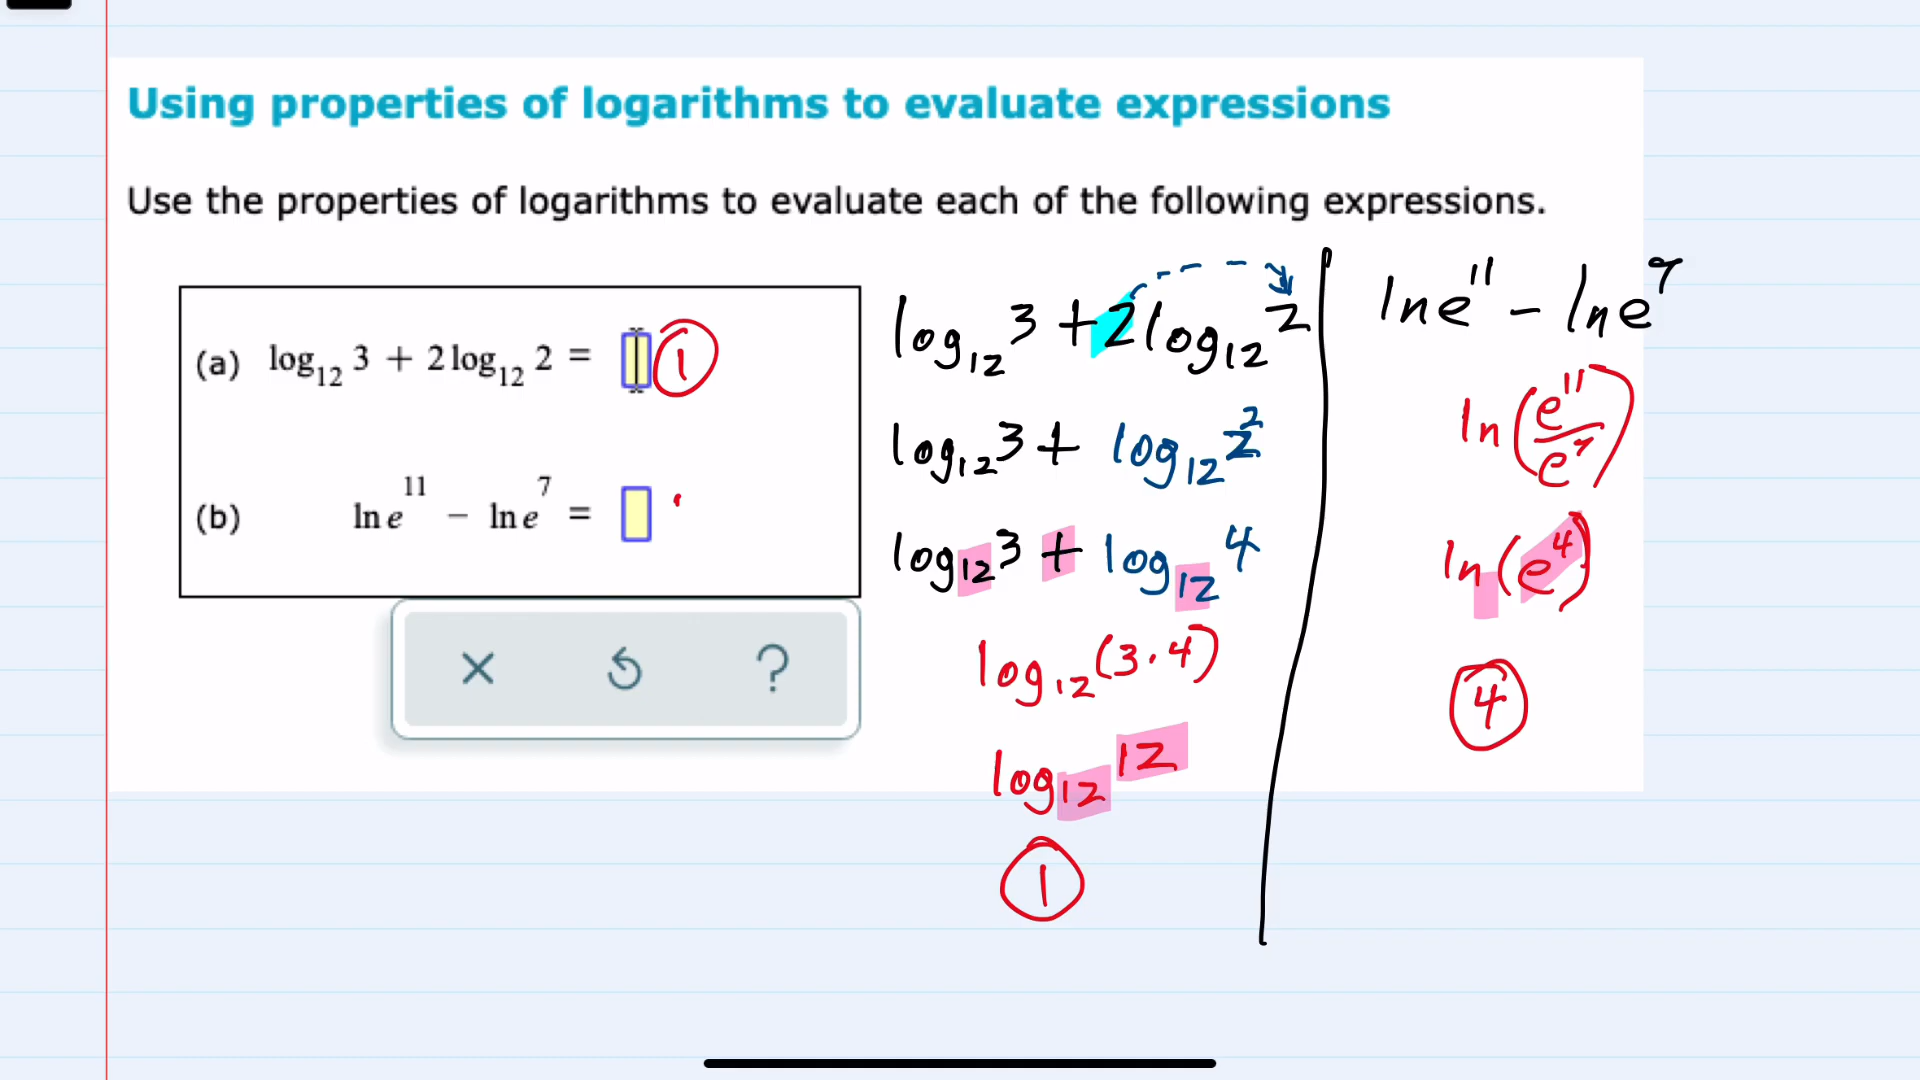 Using properties of logarithms to evaluate expressions
Use the properties of logarithms to evaluate each of the following expressions.
(a) log₁₂ 3 + 2 log₁₂ 2 = 1
(b) ln e¹¹ − ln e⁷ =
× ↺ ?
log₁₂ 3 + 2 log₁₂ 2
log₁₂ 3 + log₁₂ 2²
log₁₂ 3 + log₁₂ 4
log₁₂ (3·4)
log₁₂ 12
1
ln e¹¹ − ln e⁷
ln (e¹¹/e⁷)
ln (e⁴)
4